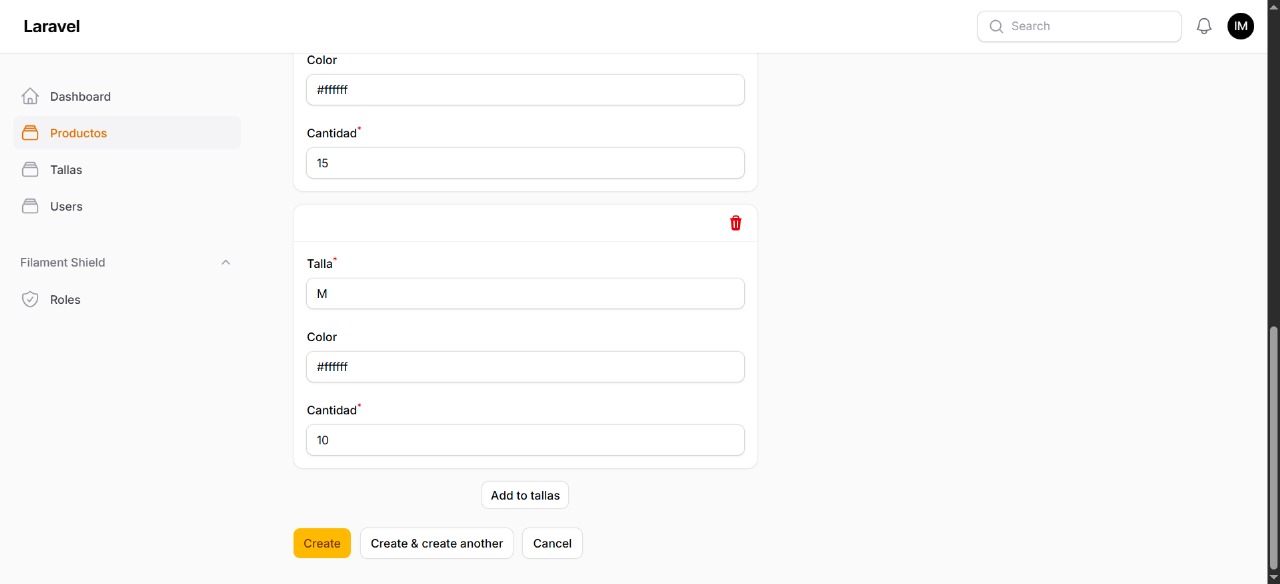 Laravel
Search
IM
Dashboard
Productos
Tallas
Users
Filament Shield
Roles
Color
#ffffff
Cantidad*
15
Talla*
M
Color
#ffffff
Cantidad*
10
Add to tallas
Create
Create & create another
Cancel